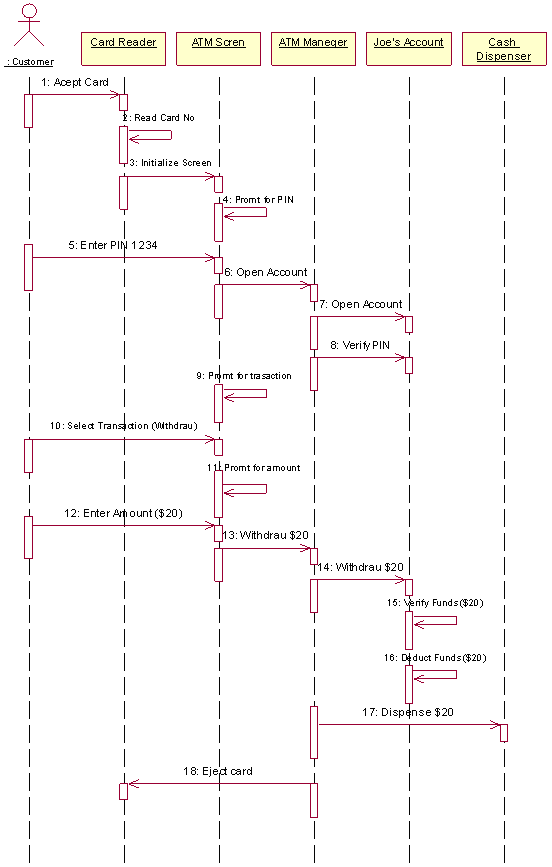 : Customer
Card Reader
ATM Scren
ATM Maneger
Joe's Account
Cash
Dispenser
1: Acept Card
2: Read Card No
3: Initialize Screen
4: Promt for PIN
5: Enter PIN 1234
6: Open Account
7: Open Account
8: Verify PIN
9: Promt for trasaction
10: Select Transaction (Withdrau)
11: Promt for amount
12: Enter Amount ($20)
13: Withdrau $20
14: Withdrau $20
15: Verify Funds ($20)
16: Deduct Funds ($20)
17: Dispense $20
18: Eject card